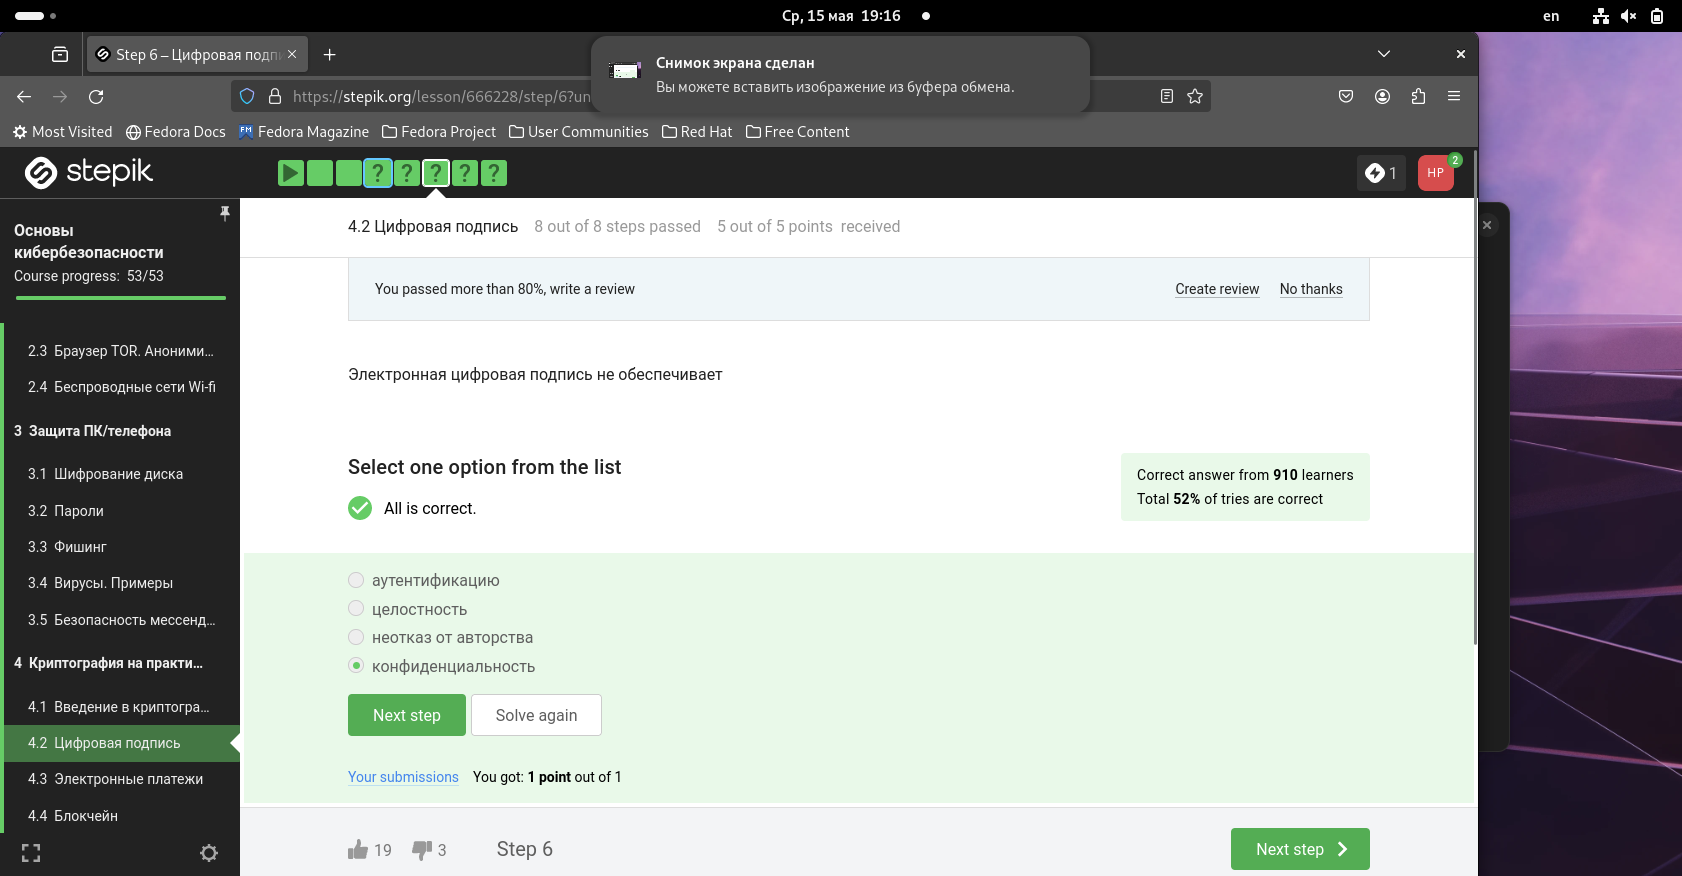 Ср, 15 мая 19:16
en
Step 6 – Цифровая подпи
Снимок экрана сделан
Вы можете вставить изображение из буфера обмена.
https://stepik.org/lesson/666228/step/6?un
Most Visited Fedora Docs Fedora Magazine Fedora Project User Communities Red Hat Free Content
stepik
? ? ? ? ?
1
HP
2
Основы
кибербезопасности
Course progress: 53/53
2.3 Браузер TOR. Аноними...
2.4 Беспроводные сети Wi-fi
3 Защита ПК/телефона
3.1 Шифрование диска
3.2 Пароли
3.3 Фишинг
3.4 Вирусы. Примеры
3.5 Безопасность мессенд...
4 Криптография на практи...
4.1 Введение в криптогра...
4.2 Цифровая подпись
4.3 Электронные платежи
4.4 Блокчейн
4.2 Цифровая подпись 8 out of 8 steps passed 5 out of 5 points received
You passed more than 80%, write a review
Create review No thanks
Электронная цифровая подпись не обеспечивает
Select one option from the list
All is correct.
Correct answer from 910 learners
Total 52% of tries are correct
аутентификацию
целостность
неотказ от авторства
конфиденциальность
Next step Solve again
Your submissions You got: 1 point out of 1
19 3 Step 6
Next step